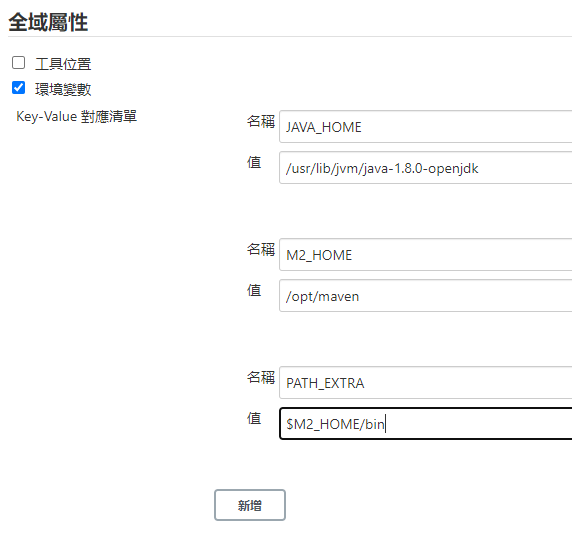 全域屬性
工具位置
環境變數
Key-Value 對應清單
名稱 JAVA_HOME
值 /usr/lib/jvm/java-1.8.0-openjdk
名稱 M2_HOME
值 /opt/maven
名稱 PATH_EXTRA
值 $M2_HOME/bin
新增